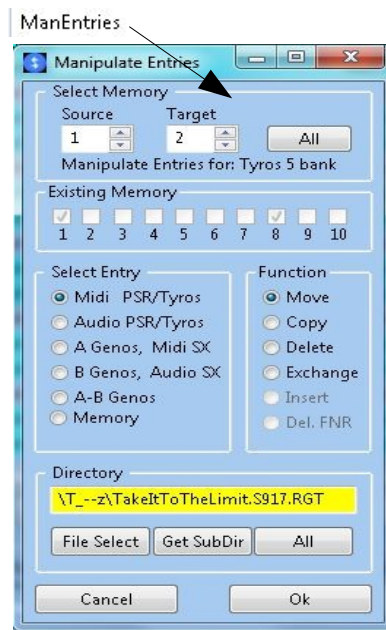 ManEntries
Manipulate Entries
Select Memory
Source Target
1 2 All
Manipulate Entries for: Tyros 5 bank
Existing Memory
1 2 3 4 5 6 7 8 9 10
Select Entry Function
Midi PSR/Tyros Move
Audio PSR/Tyros Copy
A Genos, Midi SX Delete
B Genos, Audio SX Exchange
A-B Genos Insert
Memory Del. FNR
Directory
\T_--z\TakeItToTheLimit.S917.RGT
File Select Get SubDir All
Cancel Ok